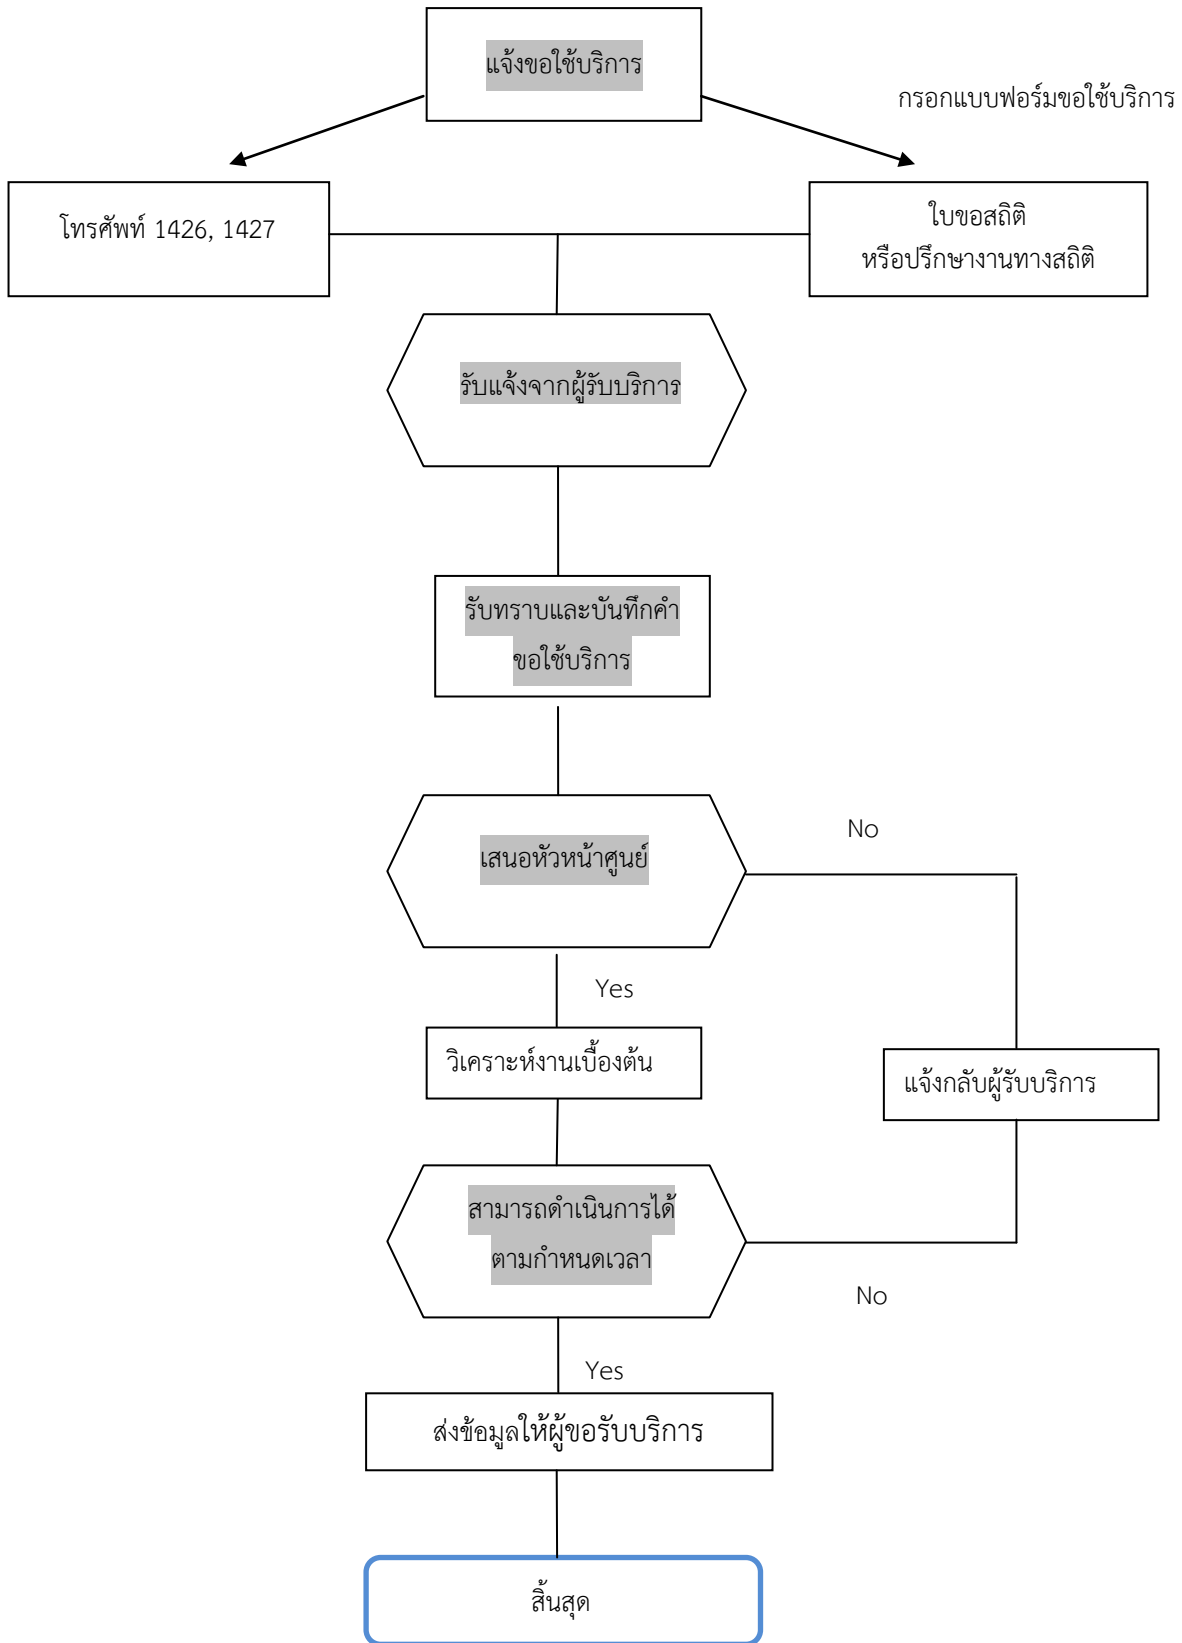 แจ้งขอใช้บริการ
กรอกแบบฟอร์มขอใช้บริการ
โทรศัพท์ 1426, 1427
ใบขอสถิติ
หรือปรึกษางานทางสถิติ
รับแจ้งจากผู้รับบริการ
รับทราบและบันทึกคำ
ขอใช้บริการ
เสนอหัวหน้าศูนย์
No
Yes
วิเคราะห์งานเบื้องต้น
แจ้งกลับผู้รับบริการ
สามารถดำเนินการได้
ตามกำหนดเวลา
No
Yes
ส่งข้อมูลให้ผู้ขอรับบริการ
สิ้นสุด